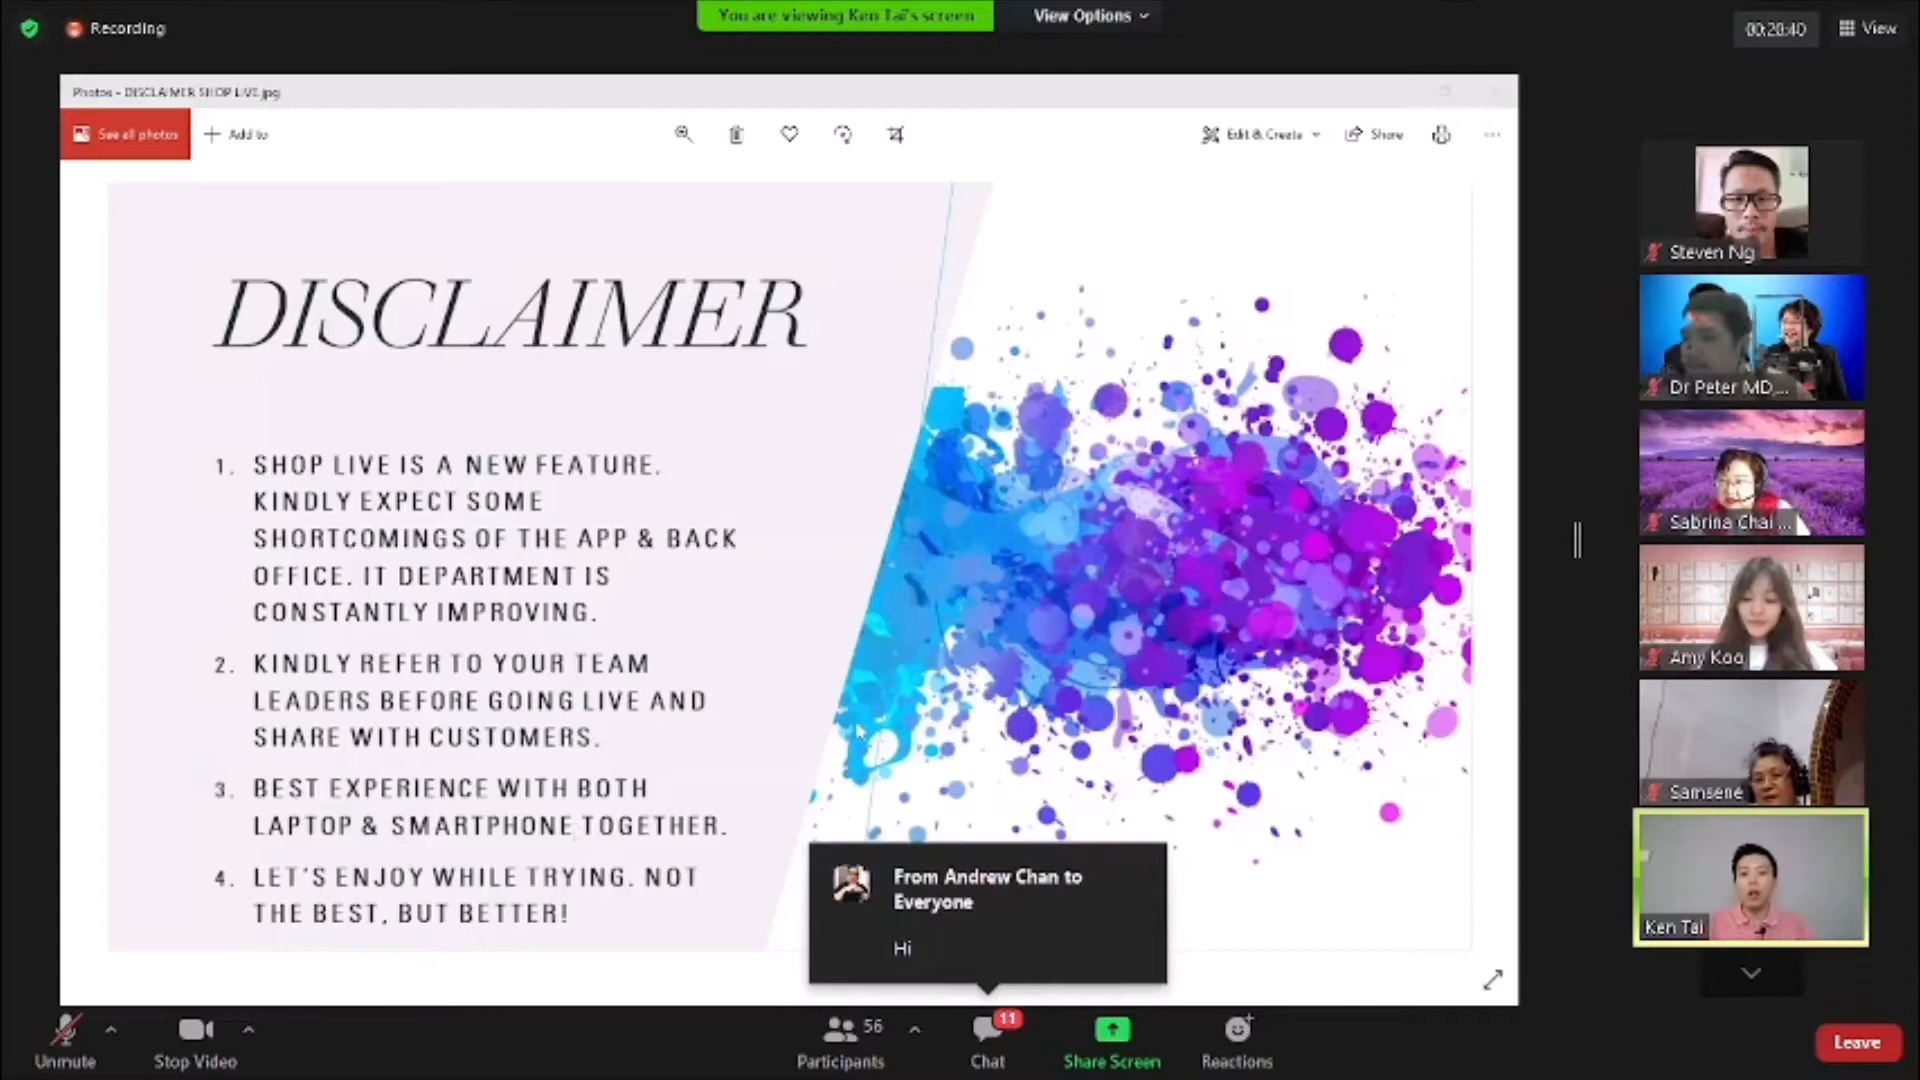 Recording
You are viewing Ken Tai's screen
View Options
00:20:40
View
Photos - DISCLAIMER SHOP LIVE.jpg
See all photos
Add to
Edit & Create
Share
DISCLAIMER
1. SHOP LIVE IS A NEW FEATURE.
KINDLY EXPECT SOME
SHORTCOMINGS OF THE APP & BACK
OFFICE. IT DEPARTMENT IS
CONSTANTLY IMPROVING.
2. KINDLY REFER TO YOUR TEAM
LEADERS BEFORE GOING LIVE AND
SHARE WITH CUSTOMERS.
3. BEST EXPERIENCE WITH BOTH
LAPTOP & SMARTPHONE TOGETHER.
4. LET'S ENJOY WHILE TRYING. NOT
THE BEST, BUT BETTER!
From Andrew Chan to
Everyone
Hi
Steven Ng
Dr Peter MD,...
Sabrina Chai ...
Amy Koo
Samsene
Ken Tai
Unmute
Stop Video
56
Participants
11
Chat
Share Screen
Reactions
Leave